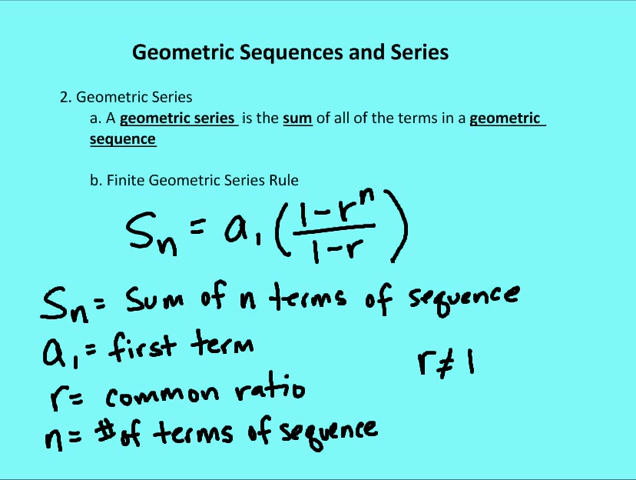 Geometric Sequences and Series
2. Geometric Series
a. A geometric series is the sum of all of the terms in a geometric
sequence
b. Finite Geometric Series Rule
Sₙ = a₁ ( (1-rⁿ)/(1-r) )
Sₙ = Sum of n terms of sequence
a₁ = first term
r ≠ 1
r = common ratio
n = # of terms of sequence